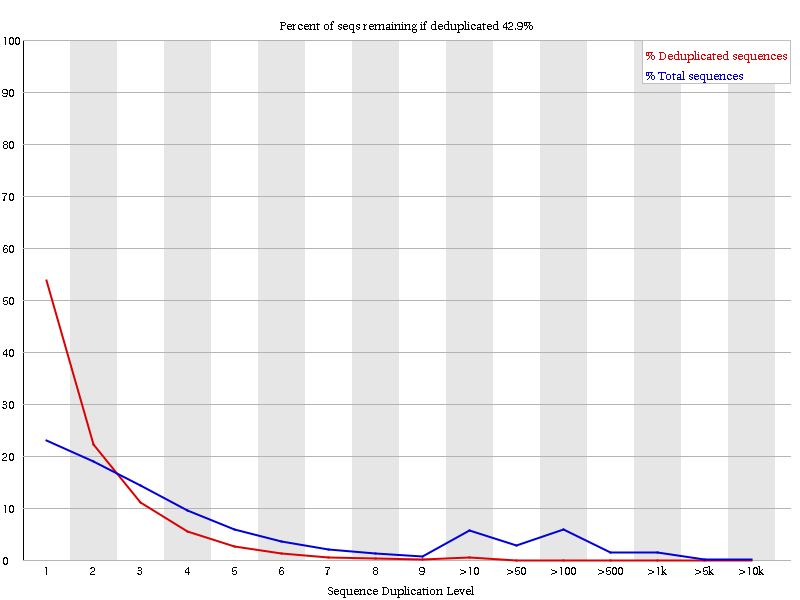 Percent of seqs remaining if deduplicated 42.9%
% Deduplicated sequences
% Total sequences
100
90
80
70
60
50
40
30
20
10
0
1 2 3 4 5 6 7 8 9 >10 >50 >100 >500 >1k >5k >10k
Sequence Duplication Level